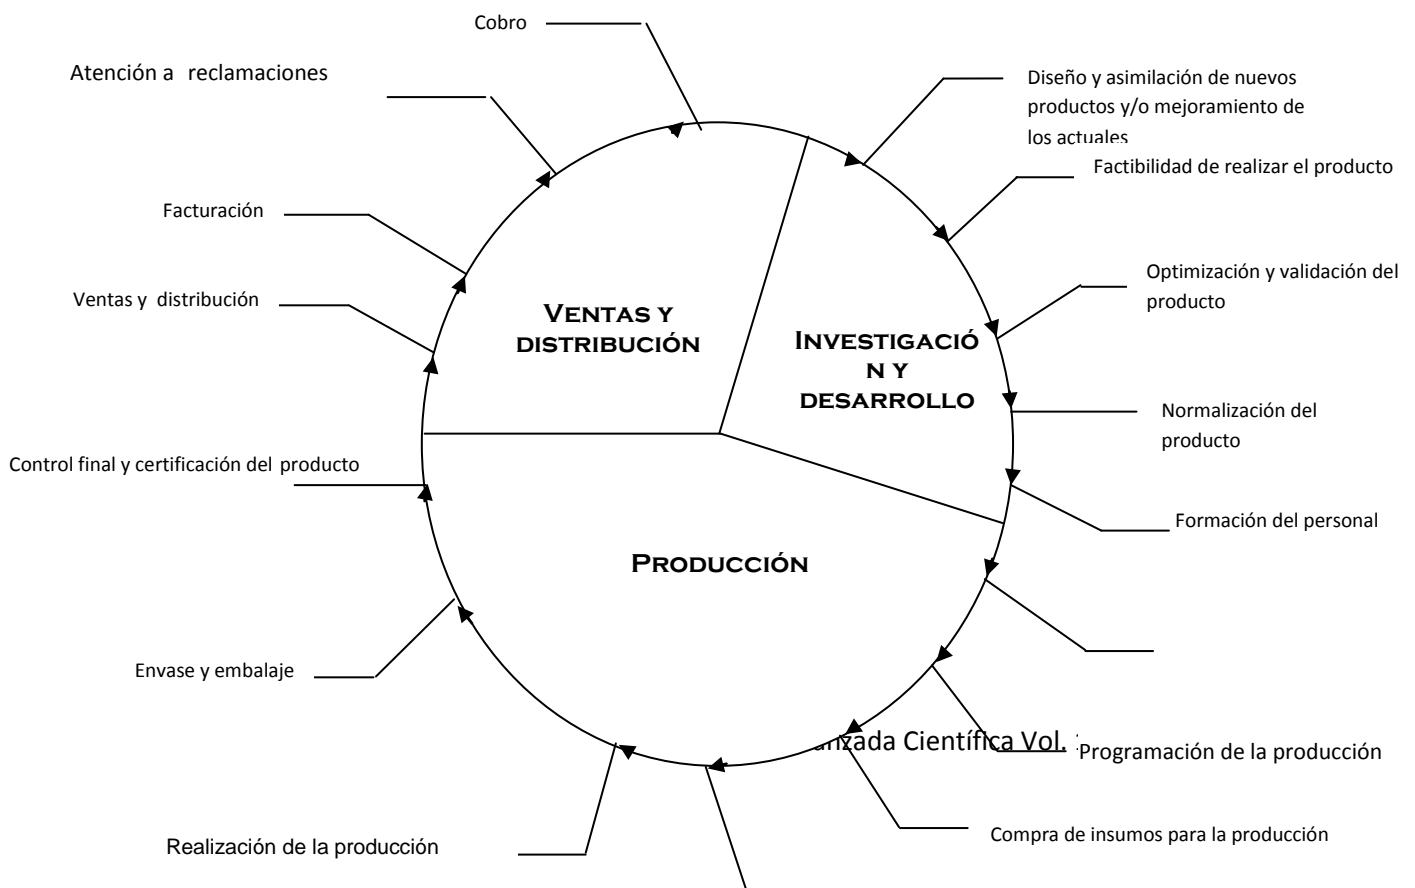 Cobro
Atención a reclamaciones
Diseño y asimilación de nuevos
productos y/o mejoramiento de
los actuales
Factibilidad de realizar el producto
Facturación
Optimización y validación del
producto
Ventas y distribución
VENTAS Y
DISTRIBUCIÓN
INVESTIGACIÓ
N Y
DESARROLLO
Normalización del
producto
Control final y certificación del producto
Formación del personal
PRODUCCIÓN
Envase y embalaje
Científica Vol.
Programación de la producción
Compra de insumos para la producción
Realización de la producción